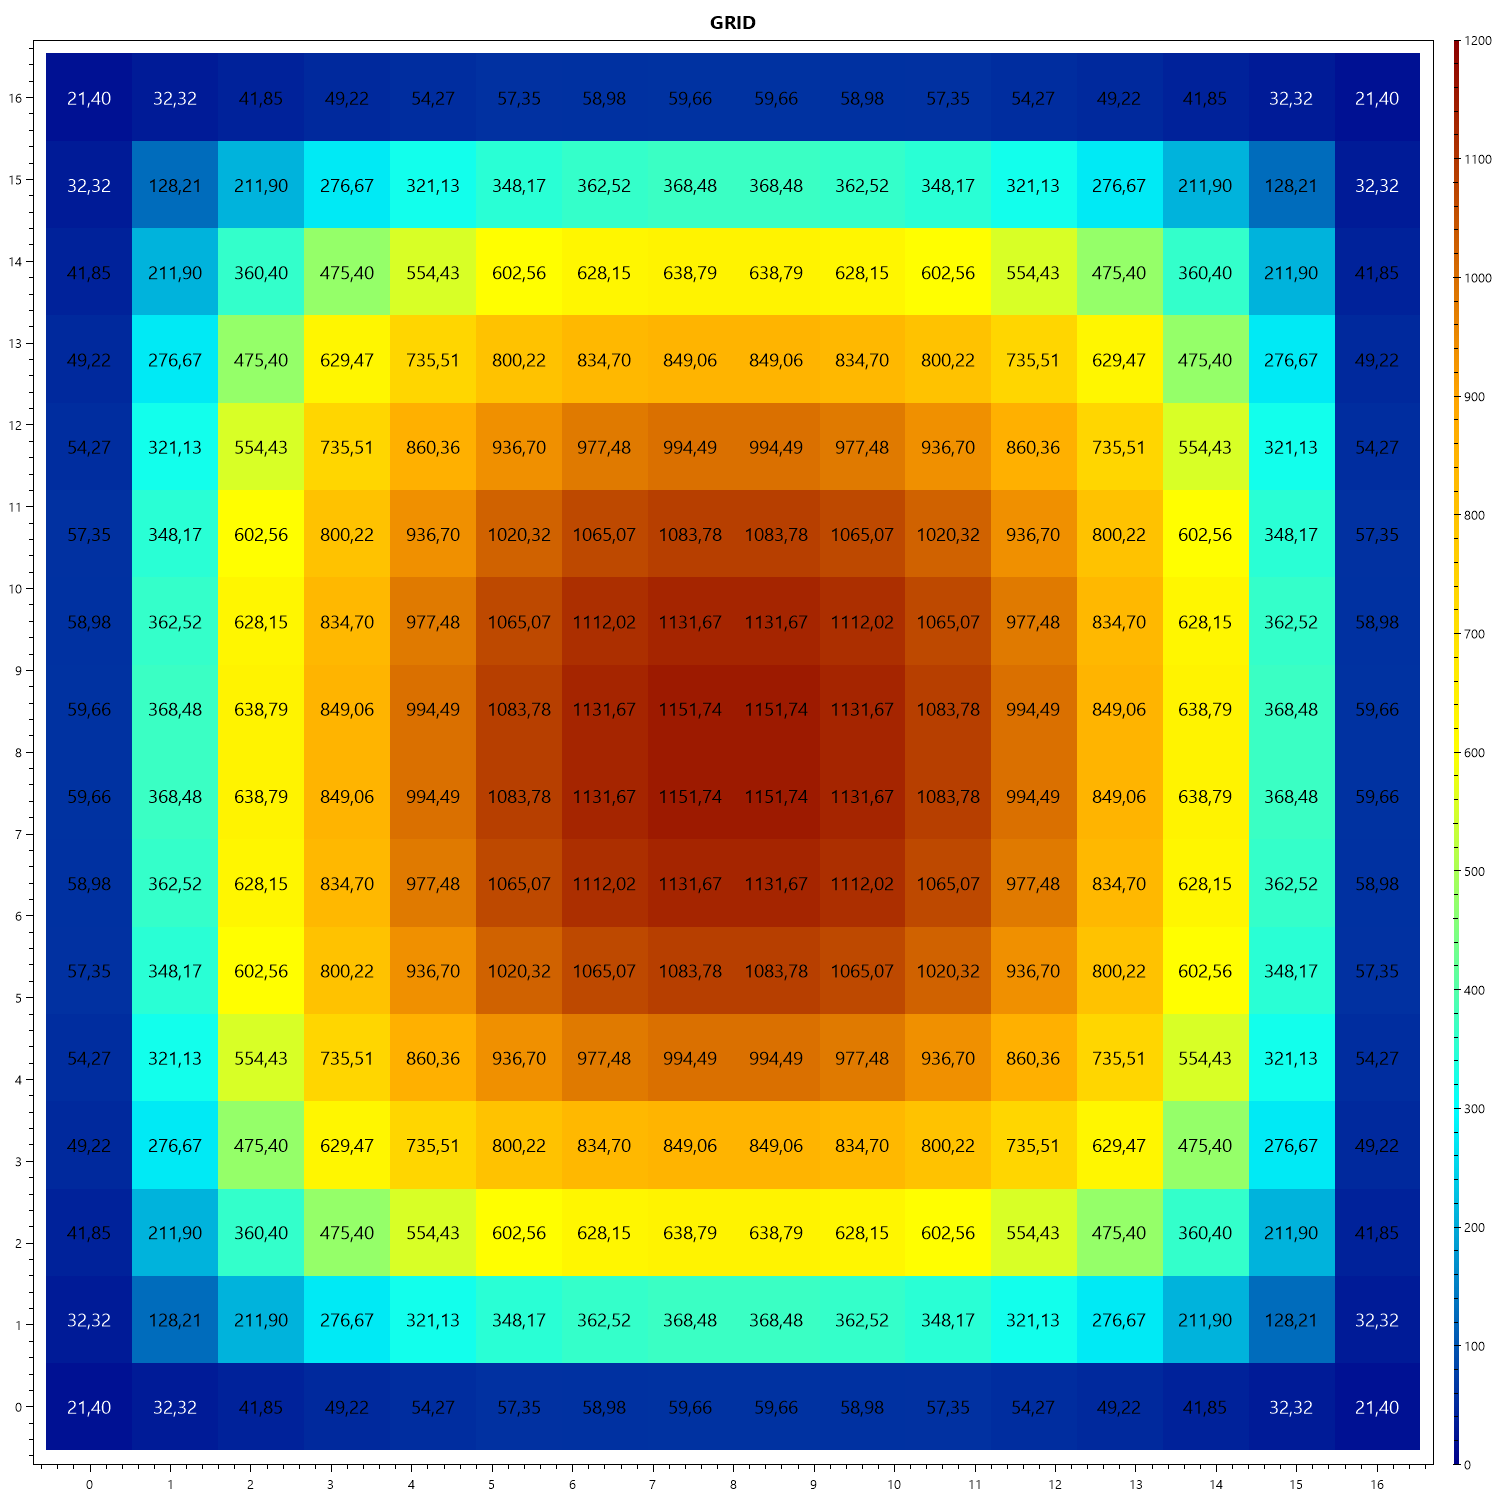 GRID
21,40 32,32 41,85 49,22 54,27 57,35 58,98 59,66 59,66 58,98 57,35 54,27 49,22 41,85 32,32 21,40
32,32 128,21 211,90 276,67 321,13 348,17 362,52 368,48 368,48 362,52 348,17 321,13 276,67 211,90 128,21 32,32
41,85 211,90 360,40 475,40 554,43 602,56 628,15 638,79 638,79 628,15 602,56 554,43 475,40 360,40 211,90 41,85
49,22 276,67 475,40 629,47 735,51 800,22 834,70 849,06 849,06 834,70 800,22 735,51 629,47 475,40 276,67 49,22
54,27 321,13 554,43 735,51 860,36 936,70 977,48 994,49 994,49 977,48 936,70 860,36 735,51 554,43 321,13 54,27
57,35 348,17 602,56 800,22 936,70 1020,32 1065,07 1083,78 1083,78 1065,07 1020,32 936,70 800,22 602,56 348,17 57,35
58,98 362,52 628,15 834,70 977,48 1065,07 1112,02 1131,67 1131,67 1112,02 1065,07 977,48 834,70 628,15 362,52 58,98
59,66 368,48 638,79 849,06 994,49 1083,78 1131,67 1151,74 1151,74 1131,67 1083,78 994,49 849,06 638,79 368,48 59,66
59,66 368,48 638,79 849,06 994,49 1083,78 1131,67 1151,74 1151,74 1131,67 1083,78 994,49 849,06 638,79 368,48 59,66
58,98 362,52 628,15 834,70 977,48 1065,07 1112,02 1131,67 1131,67 1112,02 1065,07 977,48 834,70 628,15 362,52 58,98
57,35 348,17 602,56 800,22 936,70 1020,32 1065,07 1083,78 1083,78 1065,07 1020,32 936,70 800,22 602,56 348,17 57,35
54,27 321,13 554,43 735,51 860,36 936,70 977,48 994,49 994,49 977,48 936,70 860,36 735,51 554,43 321,13 54,27
49,22 276,67 475,40 629,47 735,51 800,22 834,70 849,06 849,06 834,70 800,22 735,51 629,47 475,40 276,67 49,22
41,85 211,90 360,40 475,40 554,43 602,56 628,15 638,79 638,79 628,15 602,56 554,43 475,40 360,40 211,90 41,85
32,32 128,21 211,90 276,67 321,13 348,17 362,52 368,48 368,48 362,52 348,17 321,13 276,67 211,90 128,21 32,32
21,40 32,32 41,85 49,22 54,27 57,35 58,98 59,66 59,66 58,98 57,35 54,27 49,22 41,85 32,32 21,40
16
15
14
13
12
11
10
9
8
7
6
5
4
3
2
1
0
0 1 2 3 4 5 6 7 8 9 10 11 12 13 14 15 16
1200
1100
1000
900
800
700
600
500
400
300
200
100
0